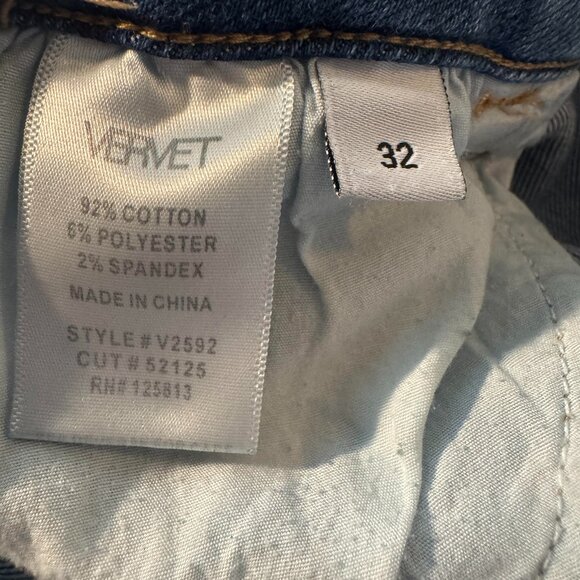 VERVET
92% COTTON
6% POLYESTER
2% SPANDEX
MADE IN CHINA
STYLE # V2592
CUT # 52125
RN# 125813
32